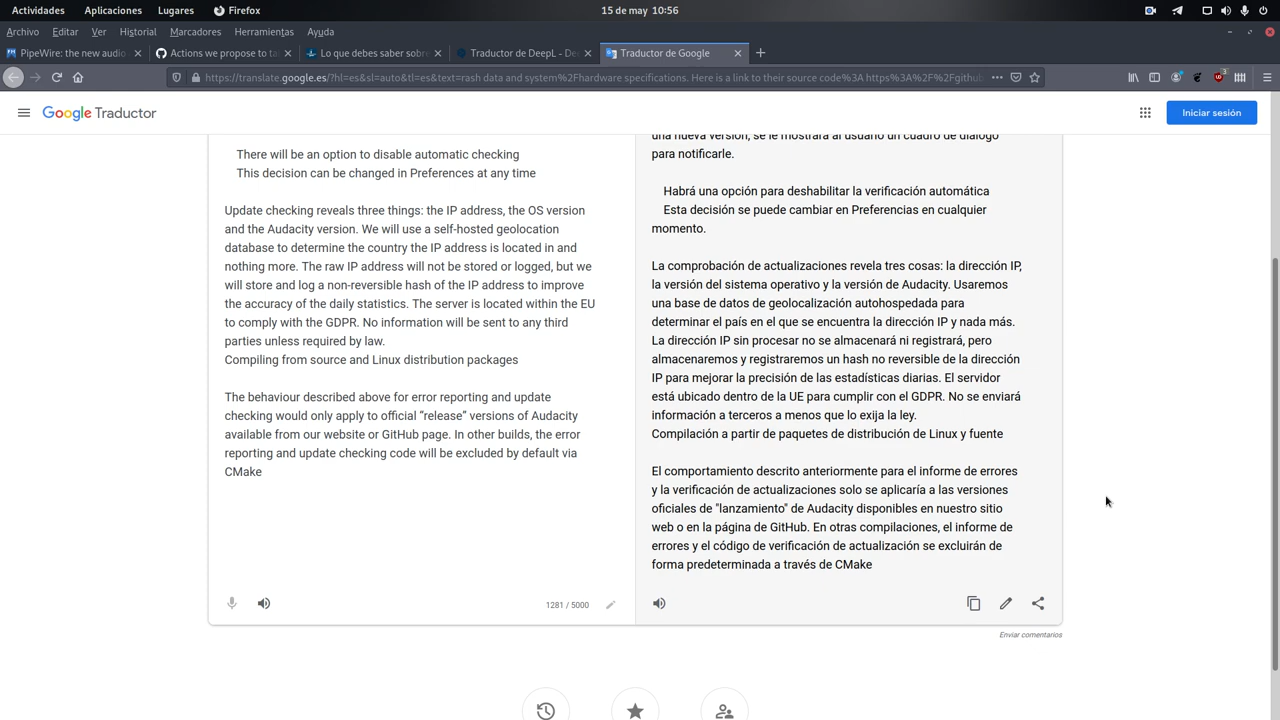 Actividades
Aplicaciones
Lugares
Firefox
15 de may 10:56
Archivo
Editar
Ver
Historial
Marcadores
Herramientas
Ayuda
PipeWire: the new audio
Actions we propose to ta
Lo que debes saber sobre
Traductor de DeepL - De
Traductor de Google
https://translate.google.es/?hl=es&sl=auto&tl=es&text=rash data and system%2Fhardware specifications. Here is a link to their source code%3A https%3A%2F%2Fgithub
3
Google Traductor
Iniciar sesión
There will be an option to disable automatic checking
This decision can be changed in Preferences at any time
Update checking reveals three things: the IP address, the OS version
and the Audacity version. We will use a self-hosted geolocation
database to determine the country the IP address is located in and
nothing more. The raw IP address will not be stored or logged, but we
will store and log a non-reversible hash of the IP address to improve
the accuracy of the daily statistics. The server is located within the EU
to comply with the GDPR. No information will be sent to any third
parties unless required by law.
Compiling from source and Linux distribution packages
The behaviour described above for error reporting and update
checking would only apply to official “release” versions of Audacity
available from our website or GitHub page. In other builds, the error
reporting and update checking code will be excluded by default via
CMake
1281 / 5000
una nueva versión, se le mostrará al usuario un cuadro de diálogo
para notificarle.
Habrá una opción para deshabilitar la verificación automática
Esta decisión se puede cambiar en Preferencias en cualquier
momento.
La comprobación de actualizaciones revela tres cosas: la dirección IP,
la versión del sistema operativo y la versión de Audacity. Usaremos
una base de datos de geolocalización autohospedada para
determinar el país en el que se encuentra la dirección IP y nada más.
La dirección IP sin procesar no se almacenará ni registrará, pero
almacenaremos y registraremos un hash no reversible de la dirección
IP para mejorar la precisión de las estadísticas diarias. El servidor
está ubicado dentro de la UE para cumplir con el GDPR. No se enviará
información a terceros a menos que lo exija la ley.
Compilación a partir de paquetes de distribución de Linux y fuente
El comportamiento descrito anteriormente para el informe de errores
y la verificación de actualizaciones solo se aplicaría a las versiones
oficiales de "lanzamiento" de Audacity disponibles en nuestro sitio
web o en la página de GitHub. En otras compilaciones, el informe de
errores y el código de verificación de actualización se excluirán de
forma predeterminada a través de CMake
Enviar comentarios